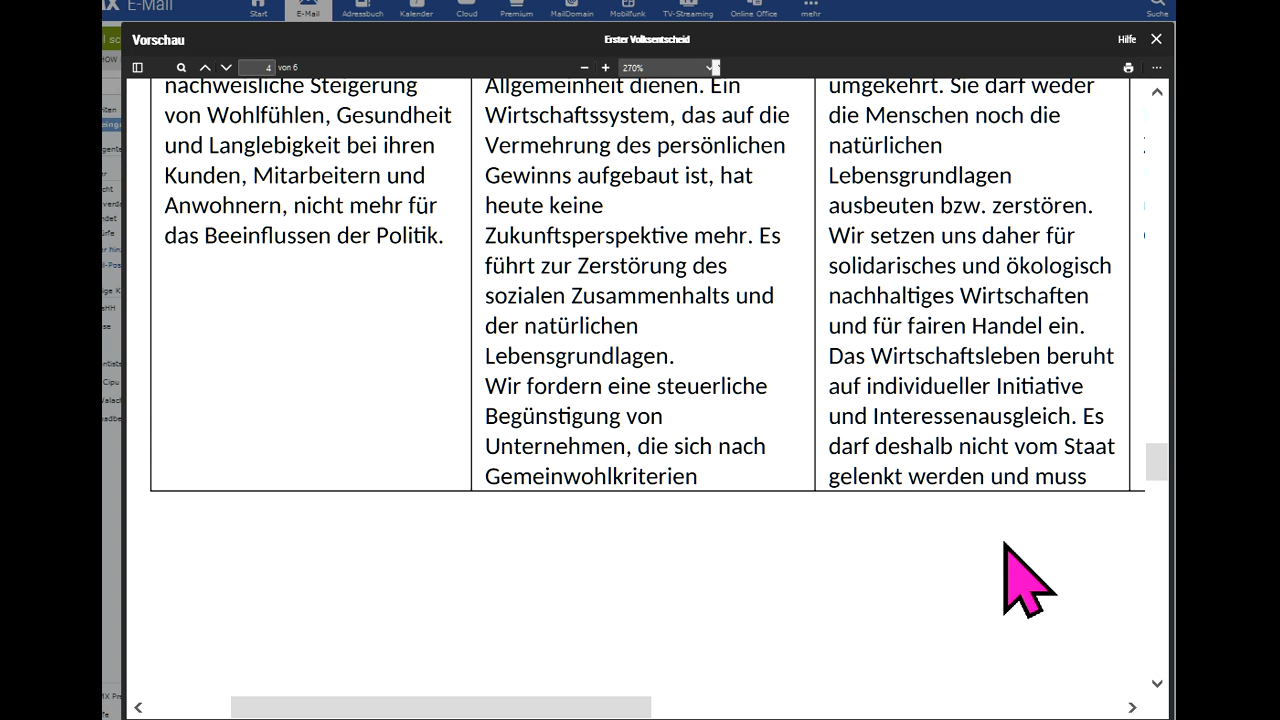 E-Mail
Start
E-Mail
Adressbuch
Kalender
Cloud
Premium
MailDomain
Mobilfunk
TV-Streaming
Online Office
mehr
Suche
Vorschau
Erster Volksentscheid
Hilfe
4 von 6
270%
nachweisliche Steigerung
von Wohlfühlen, Gesundheit
und Langlebigkeit bei ihren
Kunden, Mitarbeitern und
Anwohnern, nicht mehr für
das Beeinflussen der Politik.
Allgemeinheit dienen. Ein
Wirtschaftssystem, das auf die
Vermehrung des persönlichen
Gewinns aufgebaut ist, hat
heute keine
Zukunftsperspektive mehr. Es
führt zur Zerstörung des
sozialen Zusammenhalts und
der natürlichen
Lebensgrundlagen.
Wir fordern eine steuerliche
Begünstigung von
Unternehmen, die sich nach
Gemeinwohlkriterien
umgekehrt. Sie darf weder
die Menschen noch die
natürlichen
Lebensgrundlagen
ausbeuten bzw. zerstören.
Wir setzen uns daher für
solidarisches und ökologisch
nachhaltiges Wirtschaften
und für fairen Handel ein.
Das Wirtschaftsleben beruht
auf individueller Initiative
und Interessenausgleich. Es
darf deshalb nicht vom Staat
gelenkt werden und muss